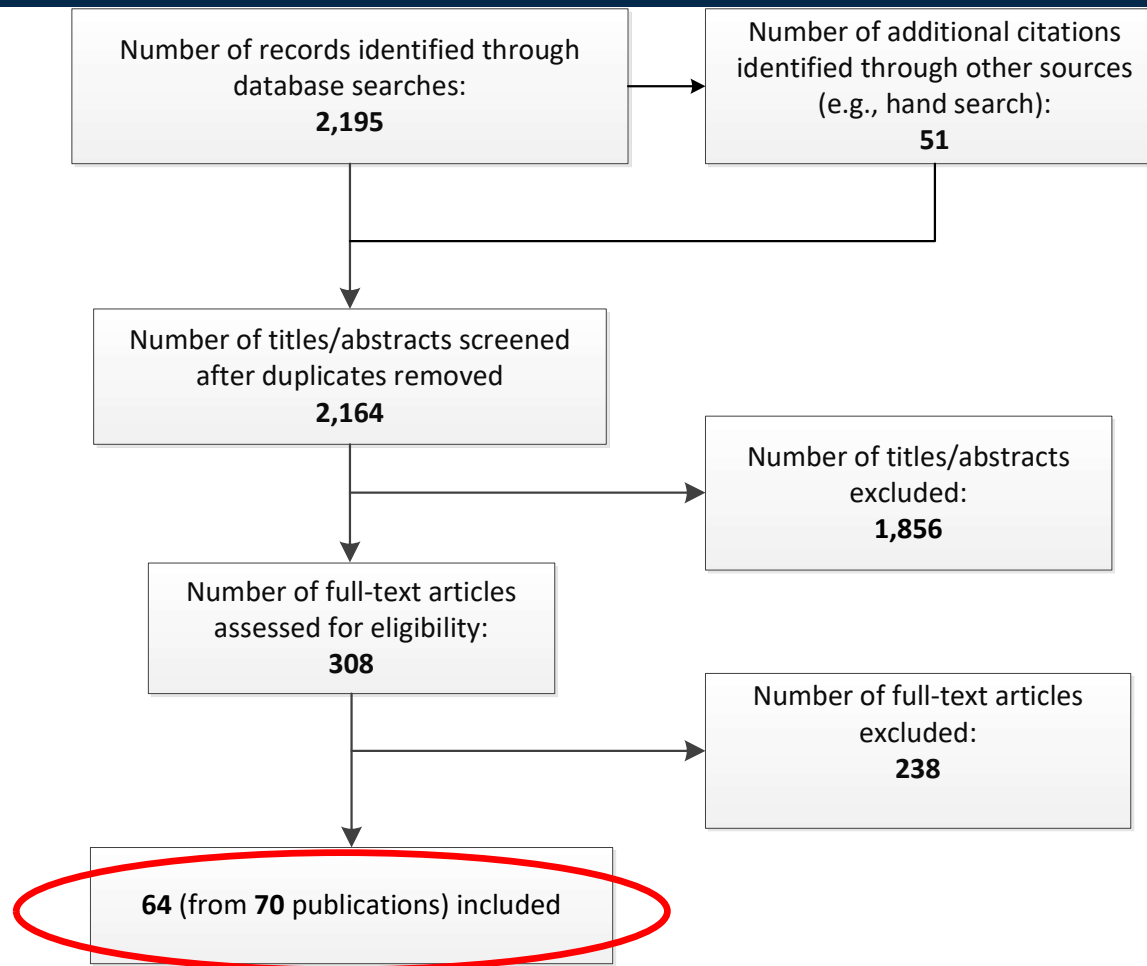 Number of records identified through
database searches:
2,195
Number of additional citations
identified through other sources
(e.g., hand search):
51
Number of titles/abstracts screened
after duplicates removed
2,164
Number of titles/abstracts
excluded:
1,856
Number of full-text articles
assessed for eligibility:
308
Number of full-text articles
excluded:
238
64 (from 70 publications) included